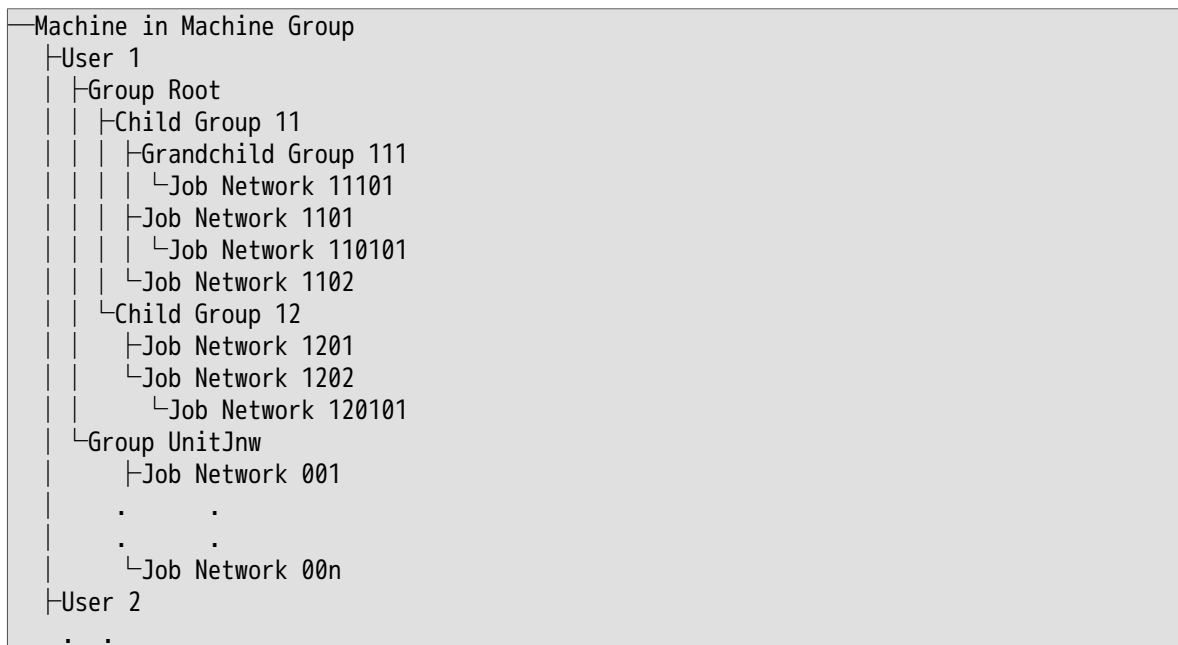 ──Machine in Machine Group
  ├─User 1
  │ ├─Group Root
  │ │ ├─Child Group 11
  │ │ │ ├─Grandchild Group 111
  │ │ │ │ └─Job Network 11101
  │ │ │ ├─Job Network 1101
  │ │ │ │ └─Job Network 110101
  │ │ │ └─Job Network 1102
  │ │ └─Child Group 12
  │ │   ├─Job Network 1201
  │ │   └─Job Network 1202
  │ │     └─Job Network 120101
  │ └─Group UnitJnw
  │     ├─Job Network 001
  │     .      .
  │     .      .
  │     └─Job Network 00n
  ├─User 2
   .  .